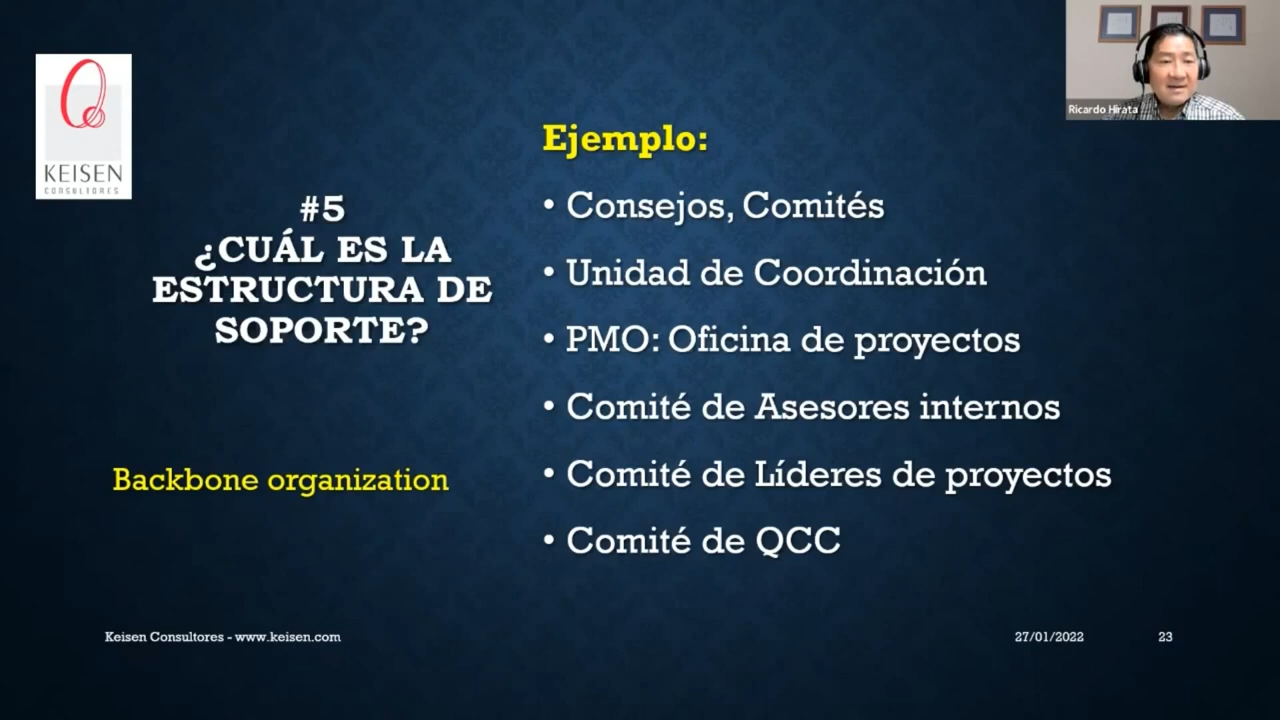 KEISEN
CONSULTORES
#5
¿CUÁL ES LA
ESTRUCTURA DE
SOPORTE?
Backbone organization
Ejemplo:
• Consejos, Comités
• Unidad de Coordinación
• PMO: Oficina de proyectos
• Comité de Asesores internos
• Comité de Líderes de proyectos
• Comité de QCC
Ricardo Hirata
Keisen Consultores - www.keisen.com
27/01/2022
23